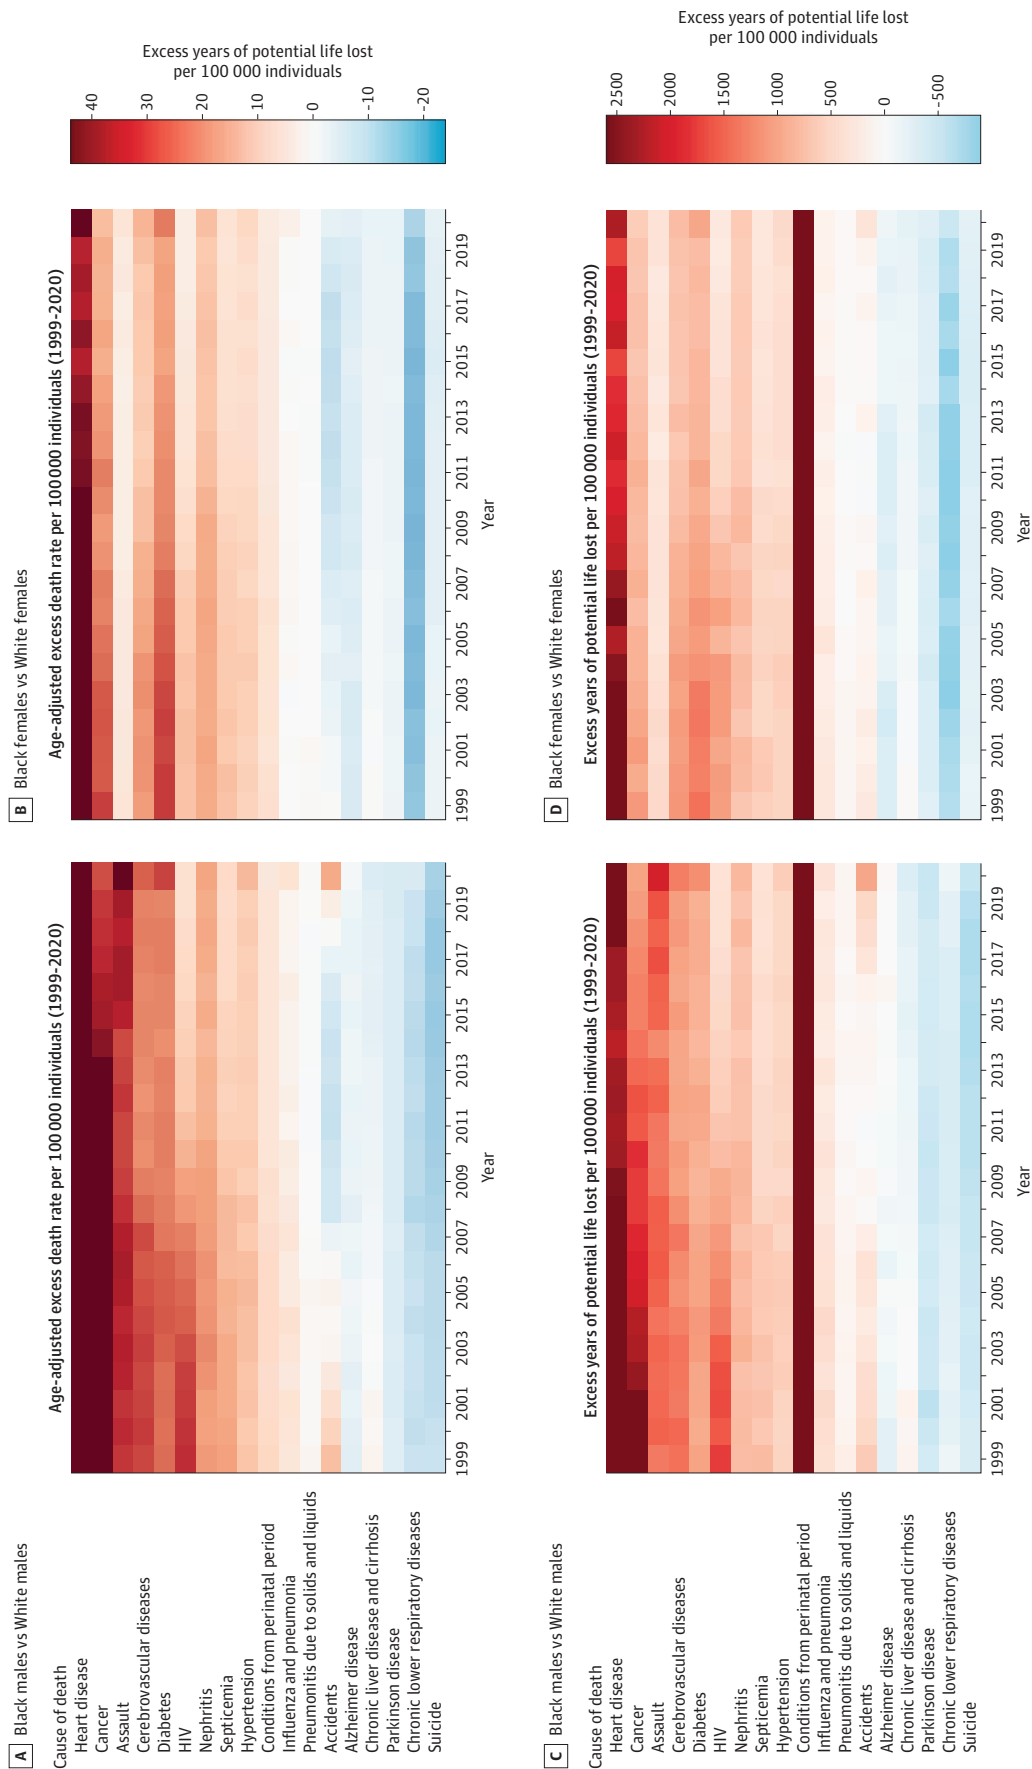 A Black males vs White males
Age-adjusted excess death rate per 100 000 individuals (1999-2020)
Cause of death
Heart disease
Cancer
Assault
Cerebrovascular diseases
Diabetes
HIV
Nephritis
Septicemia
Hypertension
Conditions from perinatal period
Influenza and pneumonia
Pneumonitis due to solids and liquids
Accidents
Alzheimer disease
Chronic liver disease and cirrhosis
Parkinson disease
Chronic lower respiratory diseases
Suicide
1999 2001 2003 2005 2007 2009 2011 2013 2015 2017 2019
Year
B Black females vs White females
Age-adjusted excess death rate per 100 000 individuals (1999-2020)
1999 2001 2003 2005 2007 2009 2011 2013 2015 2017 2019
Year
40
30
20
10
0
-10
-20
Excess years of potential life lost
per 100 000 individuals
C Black males vs White males
Excess years of potential life lost per 100 000 individuals (1999-2020)
Cause of death
Heart disease
Cancer
Assault
Cerebrovascular diseases
Diabetes
HIV
Nephritis
Septicemia
Hypertension
Conditions from perinatal period
Influenza and pneumonia
Pneumonitis due to solids and liquids
Accidents
Alzheimer disease
Chronic liver disease and cirrhosis
Parkinson disease
Chronic lower respiratory diseases
Suicide
1999 2001 2003 2005 2007 2009 2011 2013 2015 2017 2019
Year
D Black females vs White females
Excess years of potential life lost per 100 000 individuals (1999-2020)
1999 2001 2003 2005 2007 2009 2011 2013 2015 2017 2019
Year
2500
2000
1500
1000
500
0
-500
Excess years of potential life lost
per 100 000 individuals